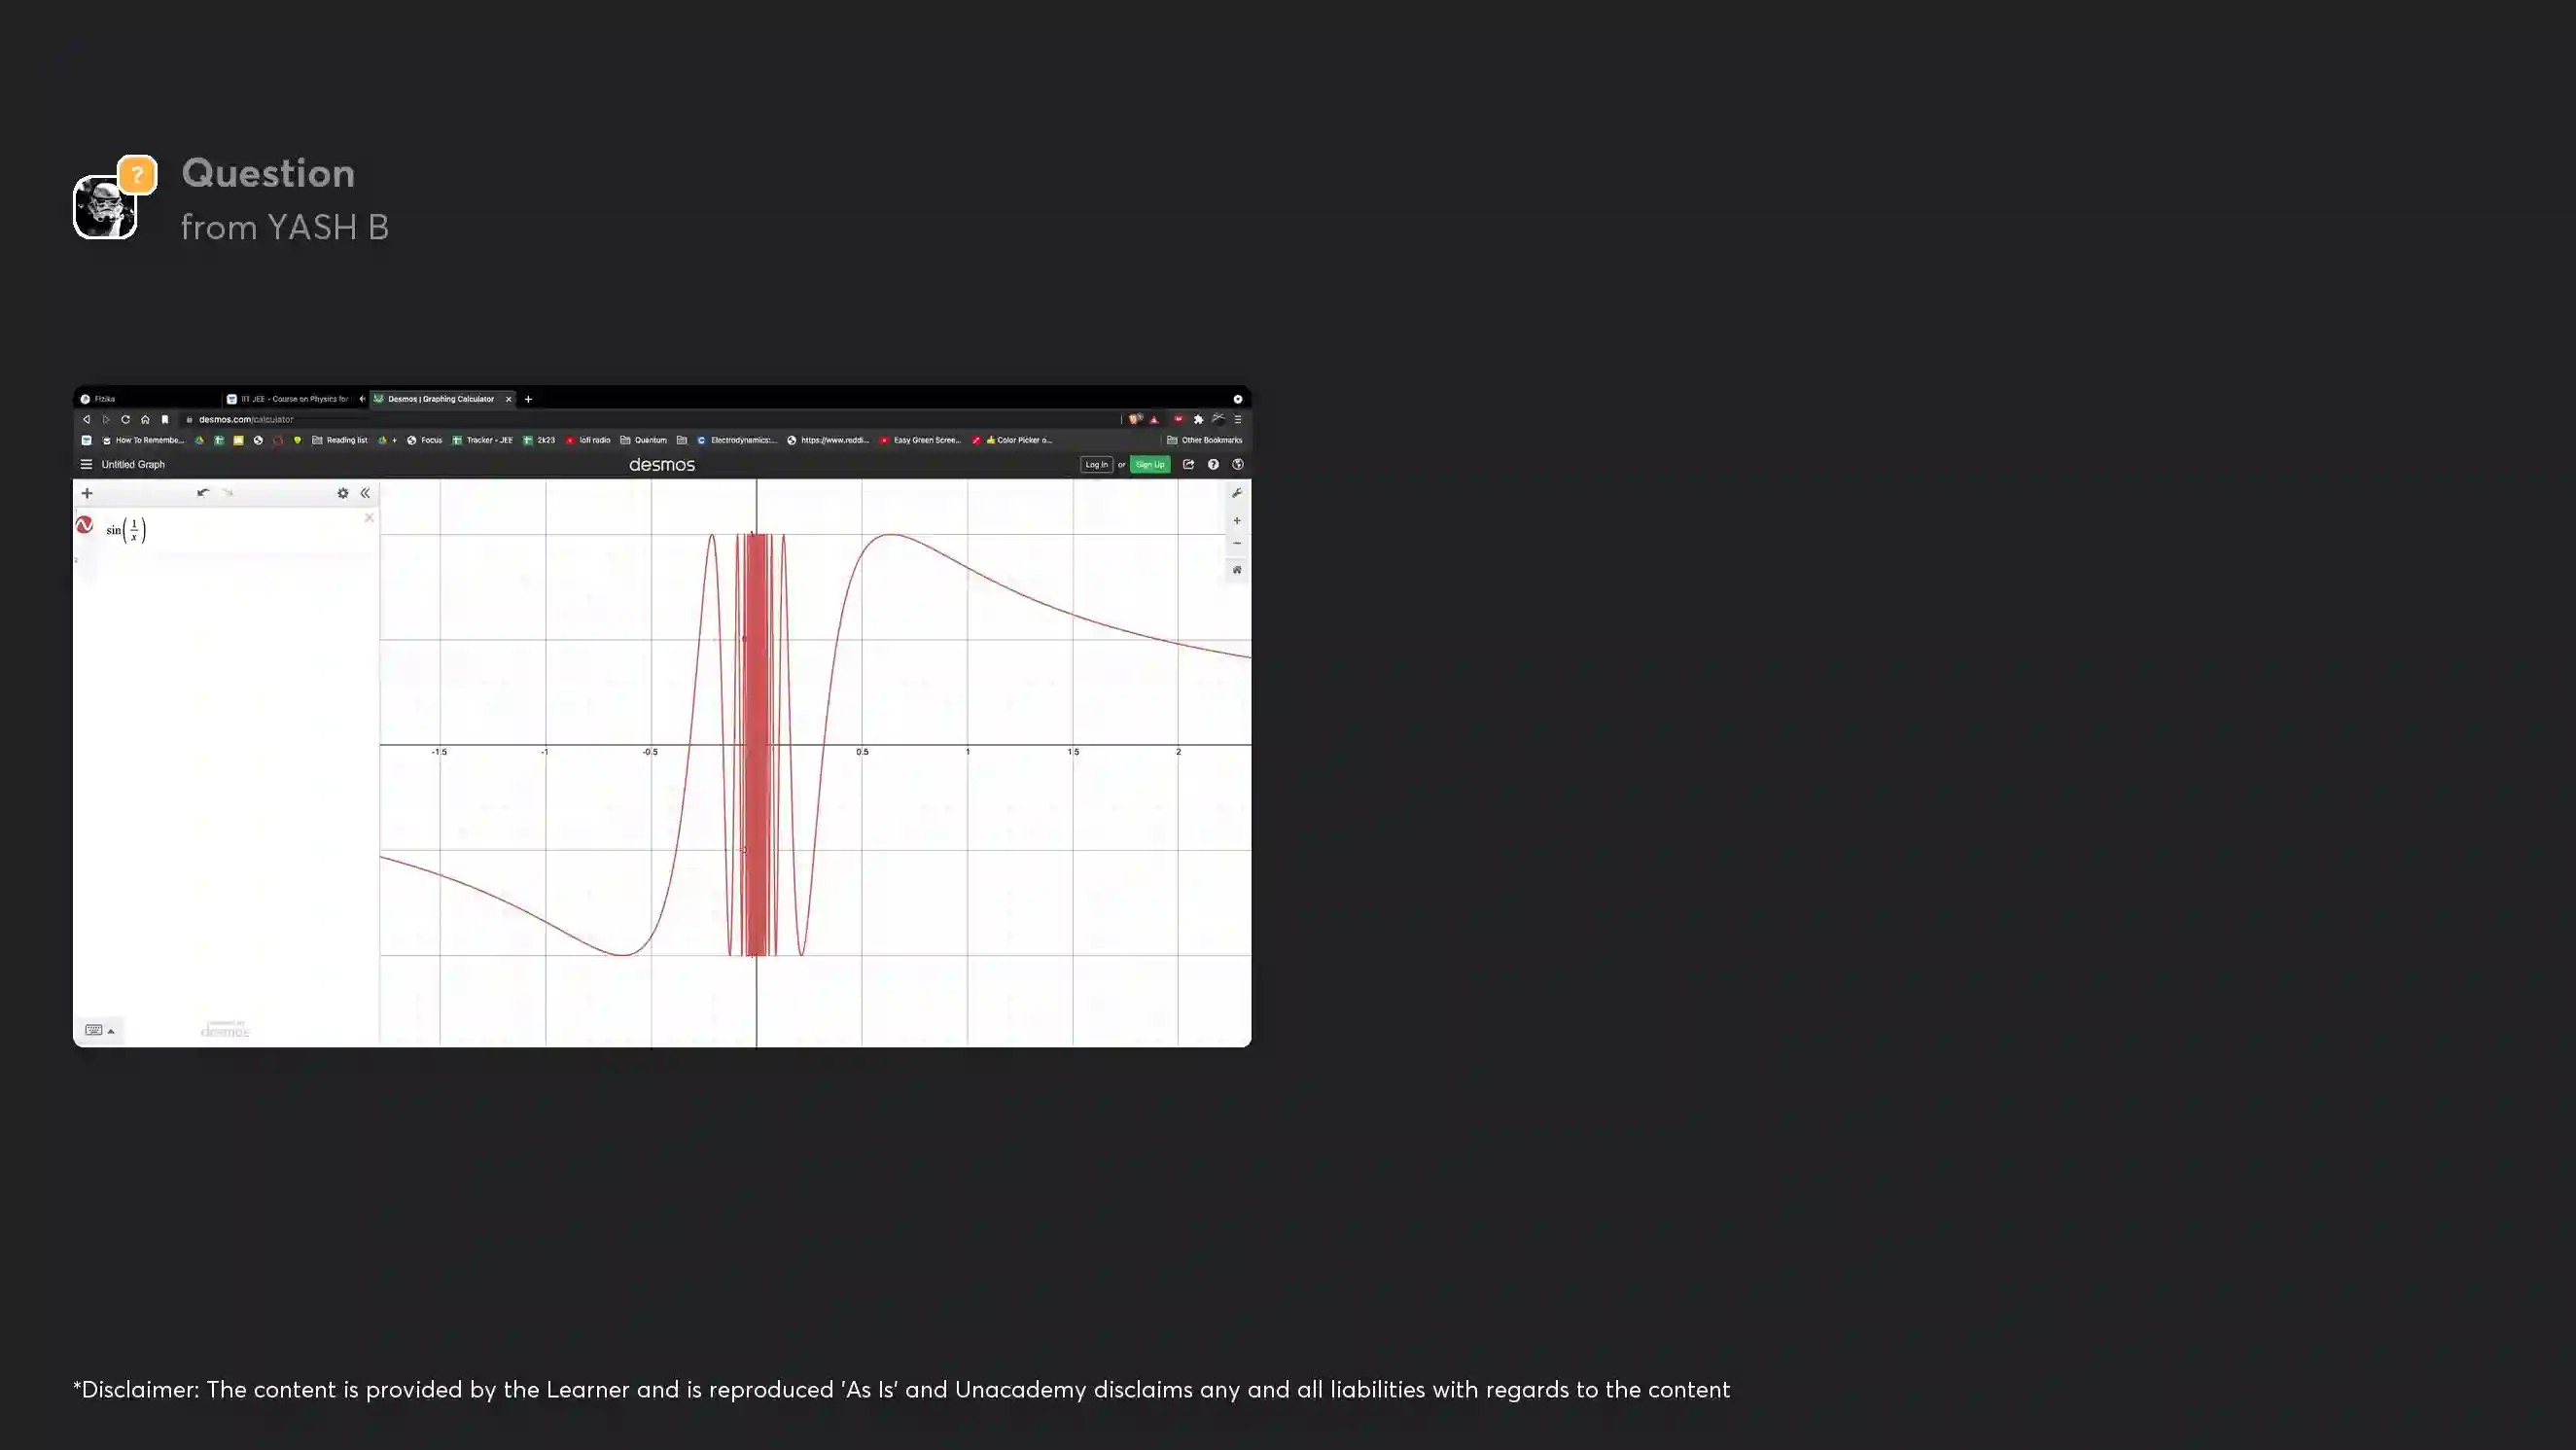 ?
Question
from YASH B
Fizika
IIT JEE - Course on Physics for
Desmos | Graphing Calculator
desmos.com/calculator
How To Remembe...
Reading list
Focus
Tracker - JEE
2k23
lofi radio
Quantum
Electrodynamics:...
https://www.reddi...
Easy Green Scree...
Color Picker o...
Other Bookmarks
Untitled Graph
desmos
Log In or Sign Up
sin(1/x)
2
-1.5 -1 -0.5 0.5 1 1.5 2
desmos
*Disclaimer: The content is provided by the Learner and is reproduced 'As Is' and Unacademy disclaims any and all liabilities with regards to the content